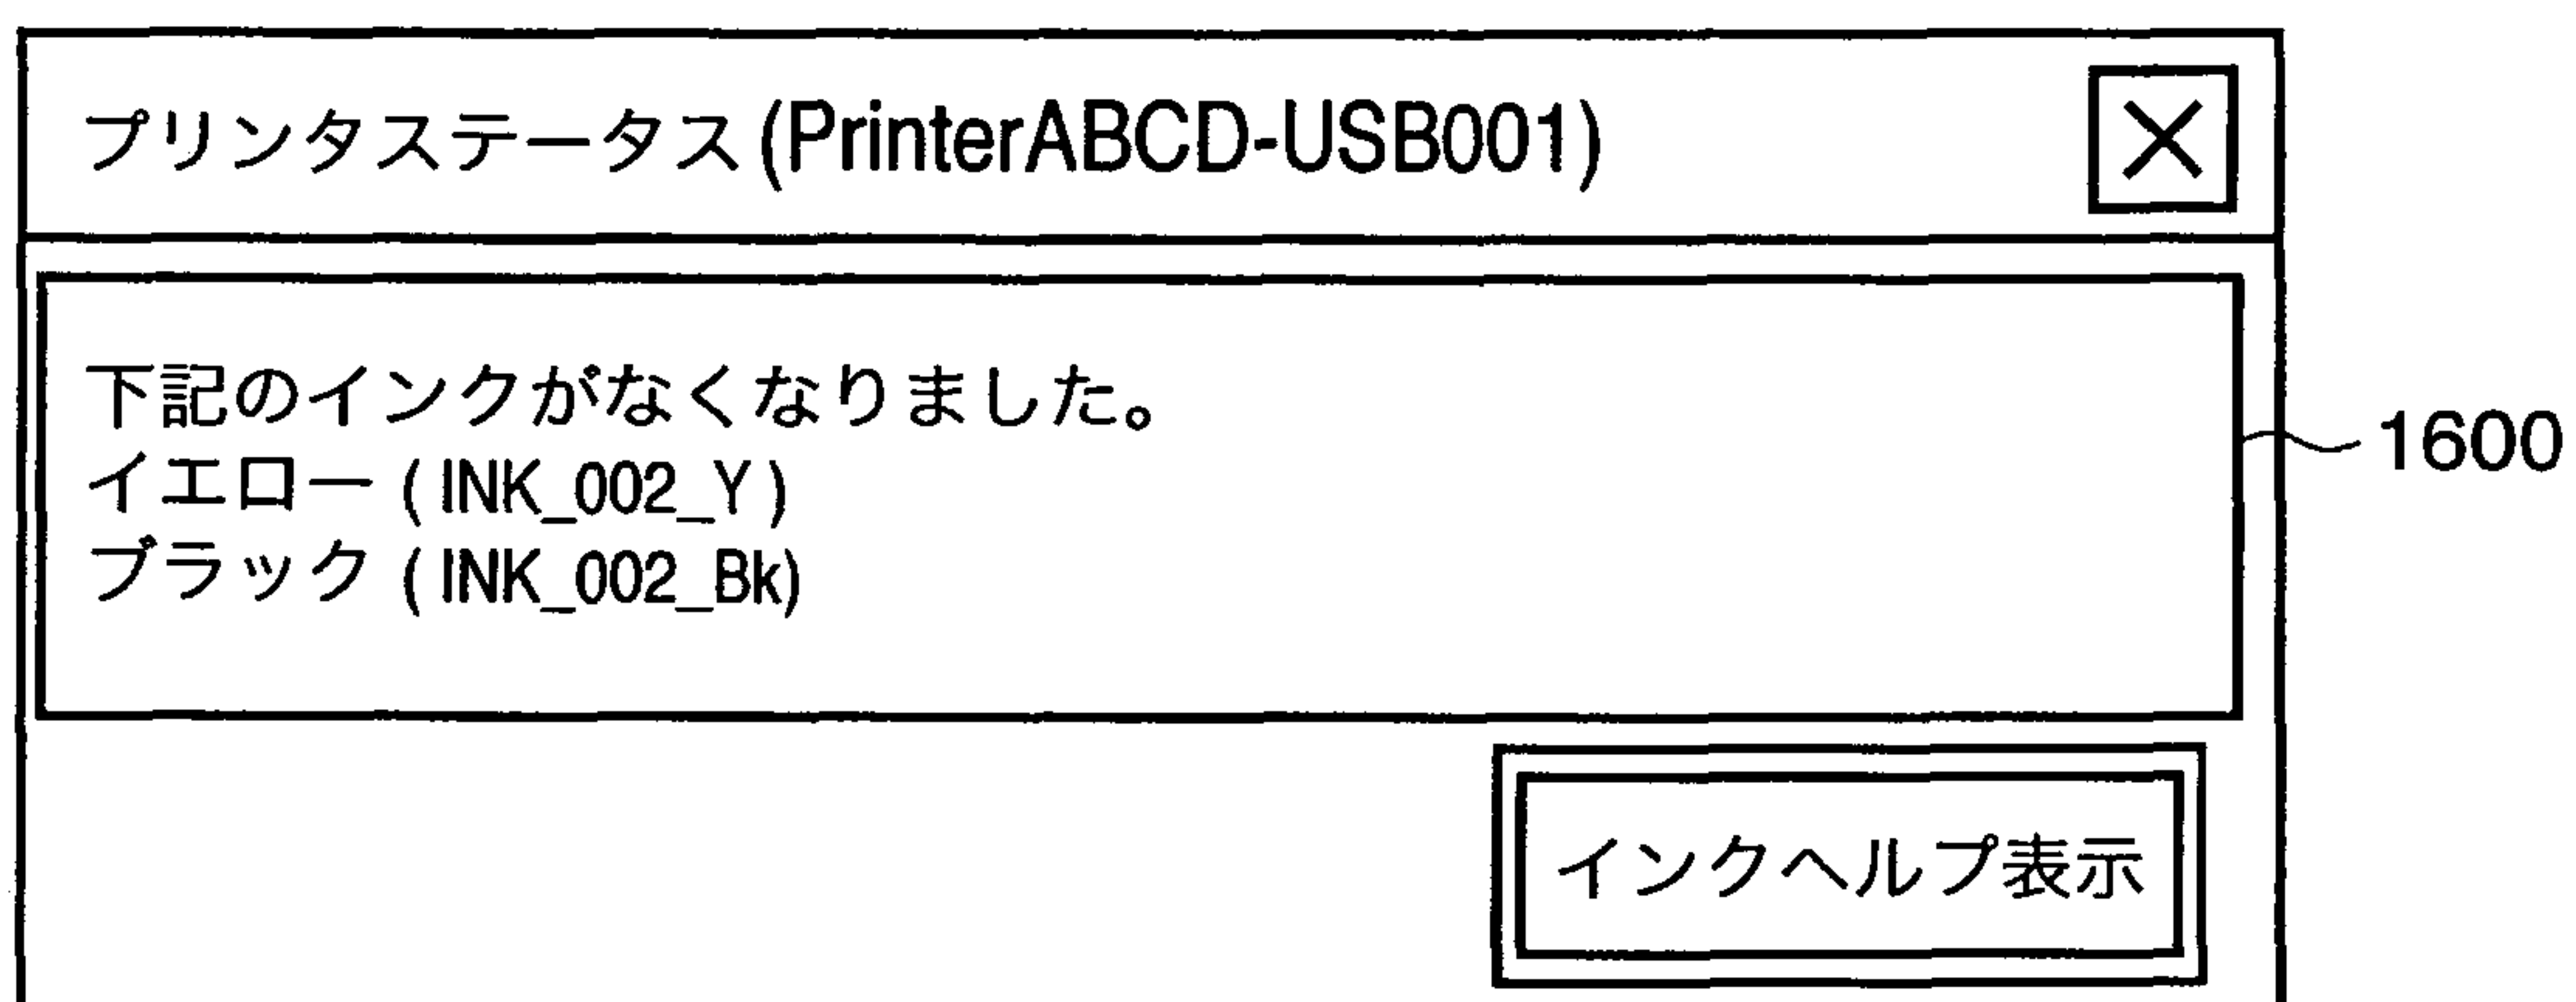 プリンタステータス (PrinterABCD-USB001)
下記のインクがなくなりました。
イエロー ( INK_002_Y )
ブラック ( INK_002_Bk)
1600
インクヘルプ表示